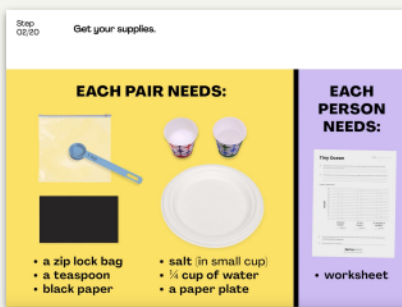 Step
02/20
Get your supplies.
EACH PAIR NEEDS:
• a zip lock bag
• a teaspoon
• black paper
• salt (in small cup)
• ¼ cup of water
• a paper plate
EACH
PERSON
NEEDS:
Tiny Ocean
• worksheet